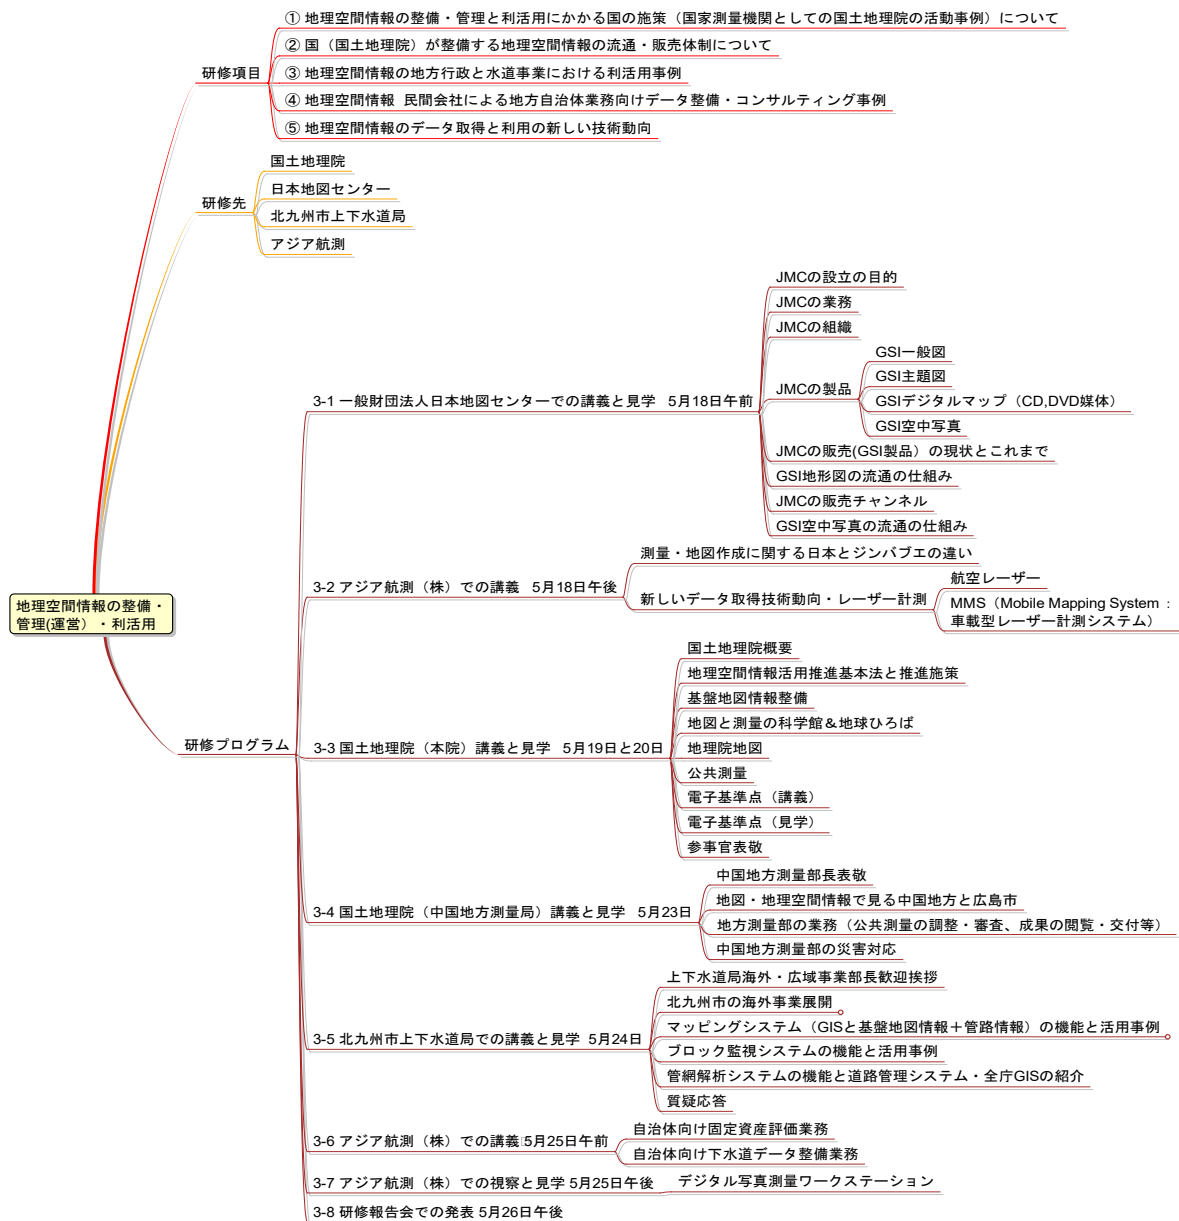 地理空間情報の整備・
管理(運営）・利活用
研修項目
① 地理空間情報の整備・管理と利活用にかかる国の施策（国家測量機関としての国土地理院の活動事例）について
② 国（国土地理院）が整備する地理空間情報の流通・販売体制について
③ 地理空間情報の地方行政と水道事業における利活用事例
④ 地理空間情報 民間会社による地方自治体業務向けデータ整備・コンサルティング事例
⑤ 地理空間情報のデータ取得と利用の新しい技術動向
研修先
国土地理院
日本地図センター
北九州市上下水道局
アジア航測
研修プログラム
3-1 一般財団法人日本地図センターでの講義と見学 5月18日午前
JMCの設立の目的
JMCの業務
JMCの組織
JMCの製品
GSI一般図
GSI主題図
GSIデジタルマップ（CD,DVD媒体）
GSI空中写真
JMCの販売(GSI製品）の現状とこれまで
GSI地形図の流通の仕組み
JMCの販売チャンネル
GSI空中写真の流通の仕組み
3-2 アジア航測（株）での講義 5月18日午後
測量・地図作成に関する日本とジンバブエの違い
新しいデータ取得技術動向・レーザー計測
航空レーザー
MMS（Mobile Mapping System：
車載型レーザー計測システム）
3-3 国土地理院（本院）講義と見学 5月19日と20日
国土地理院概要
地理空間情報活用推進基本法と推進施策
基盤地図情報整備
地図と測量の科学館＆地球ひろば
地理院地図
公共測量
電子基準点（講義）
電子基準点（見学）
参事官表敬
3-4 国土地理院（中国地方測量局）講義と見学 5月23日
中国地方測量部長表敬
地図・地理空間情報で見る中国地方と広島市
地方測量部の業務（公共測量の調整・審査、成果の閲覧・交付等）
中国地方測量部の災害対応
3-5 北九州市上下水道局での講義と見学 5月24日
上下水道局海外・広域事業部長歓迎挨拶
北九州市の海外事業展開
マッピングシステム（GISと基盤地図情報＋管路情報）の機能と活用事例
ブロック監視システムの機能と活用事例
管網解析システムの機能と道路管理システム・全庁GISの紹介
質疑応答
3-6 アジア航測（株）での講義 5月25日午前
自治体向け固定資産評価業務
自治体向け下水道データ整備業務
3-7 アジア航測（株）での視察と見学 5月25日午後
デジタル写真測量ワークステーション
3-8 研修報告会での発表 5月26日午後